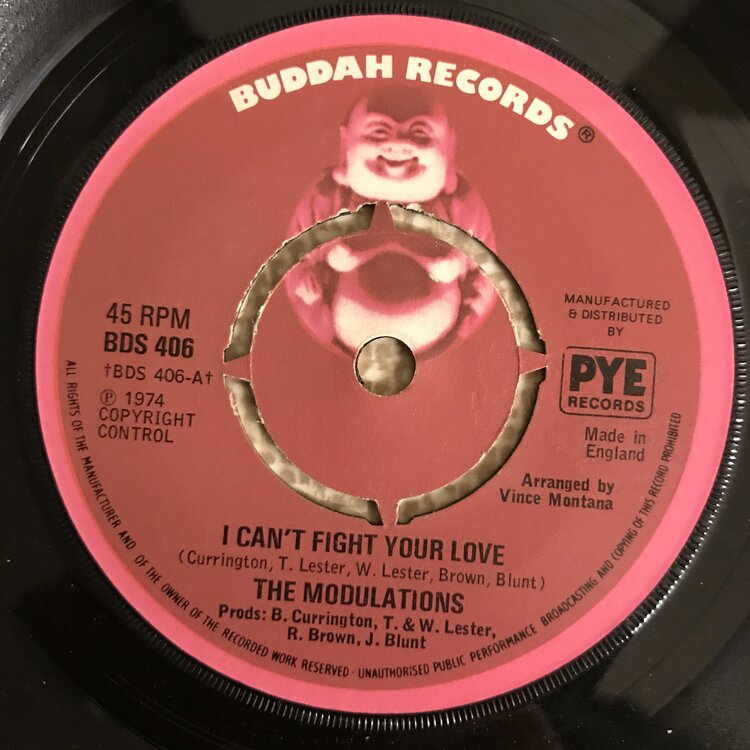 BUDDAH RECORDS®
45 RPM
BDS 406
†BDS 406-A†
Ⓟ 1974
COPYRIGHT
CONTROL
MANUFACTURED
& DISTRIBUTED
BY
PYE
RECORDS
Made in
England
Arranged by
Vince Montana
I CAN'T FIGHT YOUR LOVE
(Currington, T. Lester, W. Lester, Brown, Blunt)
THE MODULATIONS
Prods: B. Currington, T. & W. Lester,
R. Brown, J. Blunt
ALL RIGHTS OF THE MANUFACTURER AND OF THE OWNER OF THE RECORDED WORK RESERVED · UNAUTHORISED PUBLIC PERFORMANCE BROADCASTING AND COPYING OF THIS RECORD PROHIBITED